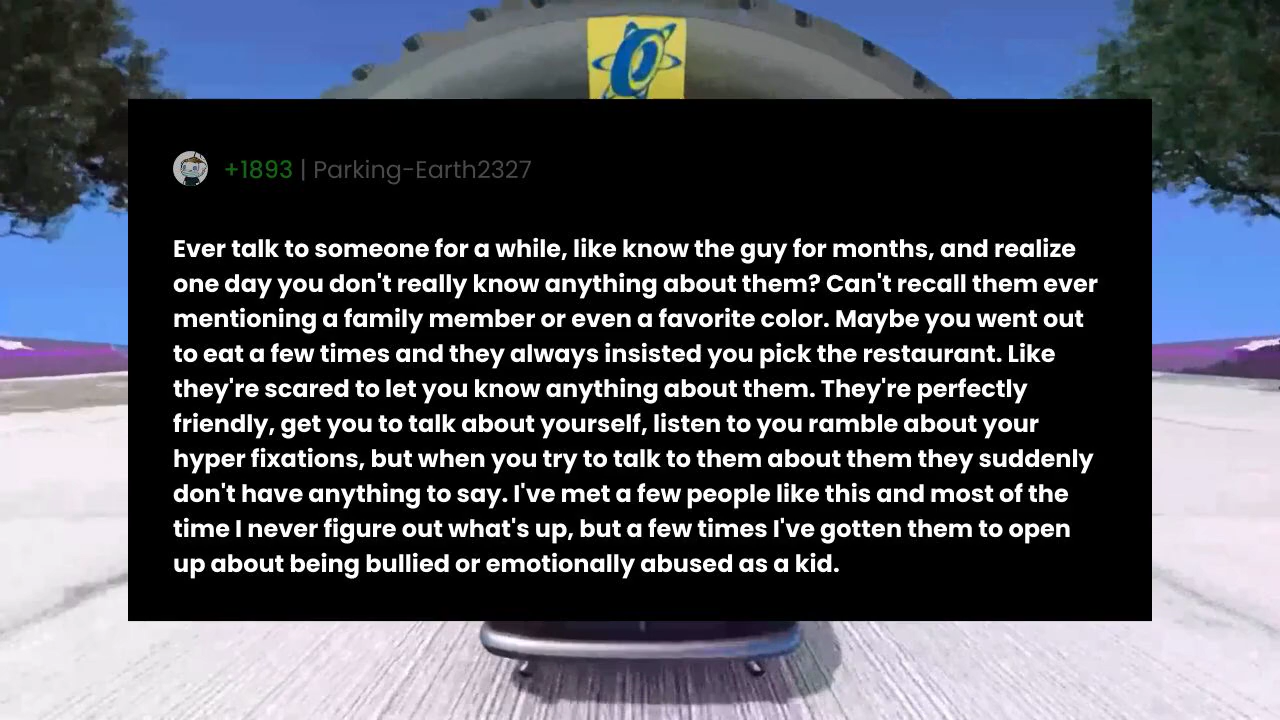 +1893 | Parking-Earth2327
Ever talk to someone for a while, like know the guy for months, and realize
one day you don't really know anything about them? Can't recall them ever
mentioning a family member or even a favorite color. Maybe you went out
to eat a few times and they always insisted you pick the restaurant. Like
they're scared to let you know anything about them. They're perfectly
friendly, get you to talk about yourself, listen to you ramble about your
hyper fixations, but when you try to talk to them about them they suddenly
don't have anything to say. I've met a few people like this and most of the
time I never figure out what's up, but a few times I've gotten them to open
up about being bullied or emotionally abused as a kid.